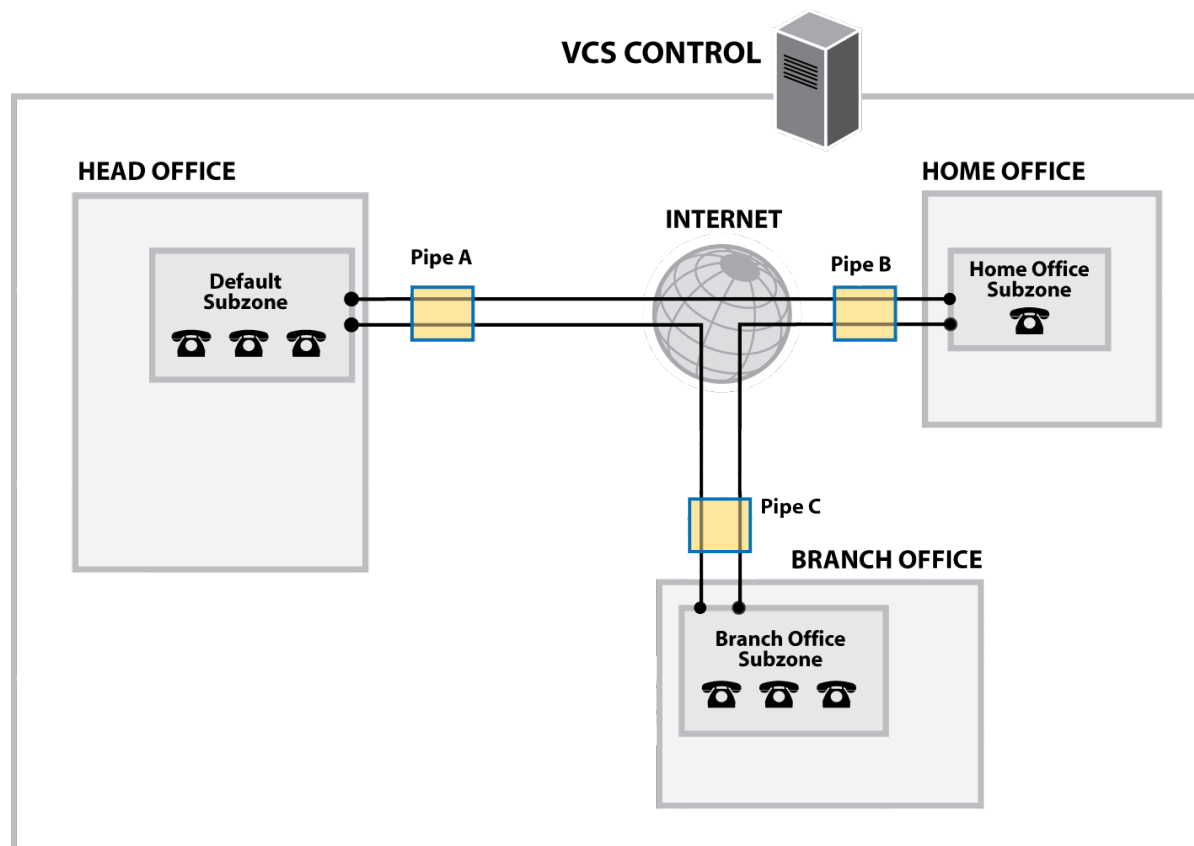 VCS CONTROL
HEAD OFFICE
HOME OFFICE
INTERNET
Pipe A
Pipe B
Default
Subzone
Home Office
Subzone
Pipe C
BRANCH OFFICE
Branch Office
Subzone